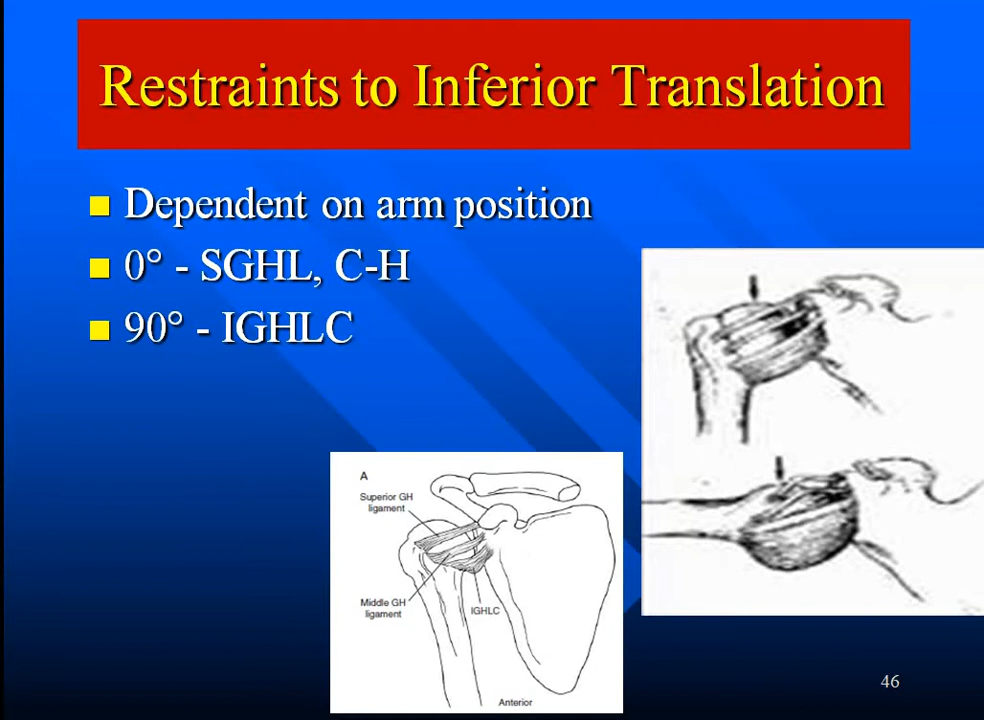 Restraints to Inferior Translation
Dependent on arm position
0° - SGHL, C-H
90° - IGHLC
A
Superior GH
ligament
Middle GH
ligament
IGHLC
Anterior
46